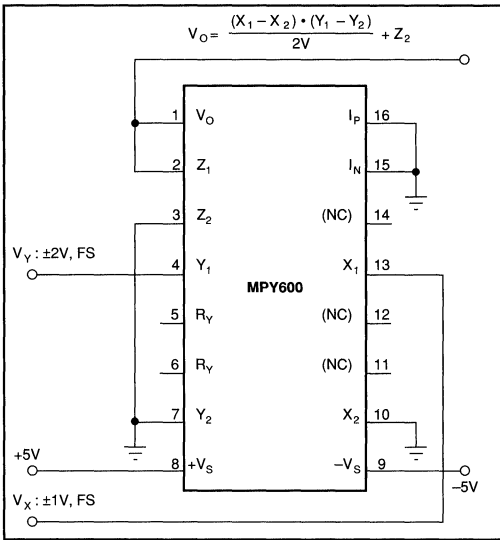 V_O = (X_1 – X_2) • (Y_1 – Y_2) / 2V + Z_2
1 V_O I_P 16
2 Z_1 I_N 15
3 Z_2 (NC) 14
V_Y : ±2V, FS
4 Y_1 X_1 13
MPY600
5 R_Y (NC) 12
6 R_Y (NC) 11
7 Y_2 X_2 10
+5V
8 +V_S –V_S 9
–5V
V_X : ±1V, FS